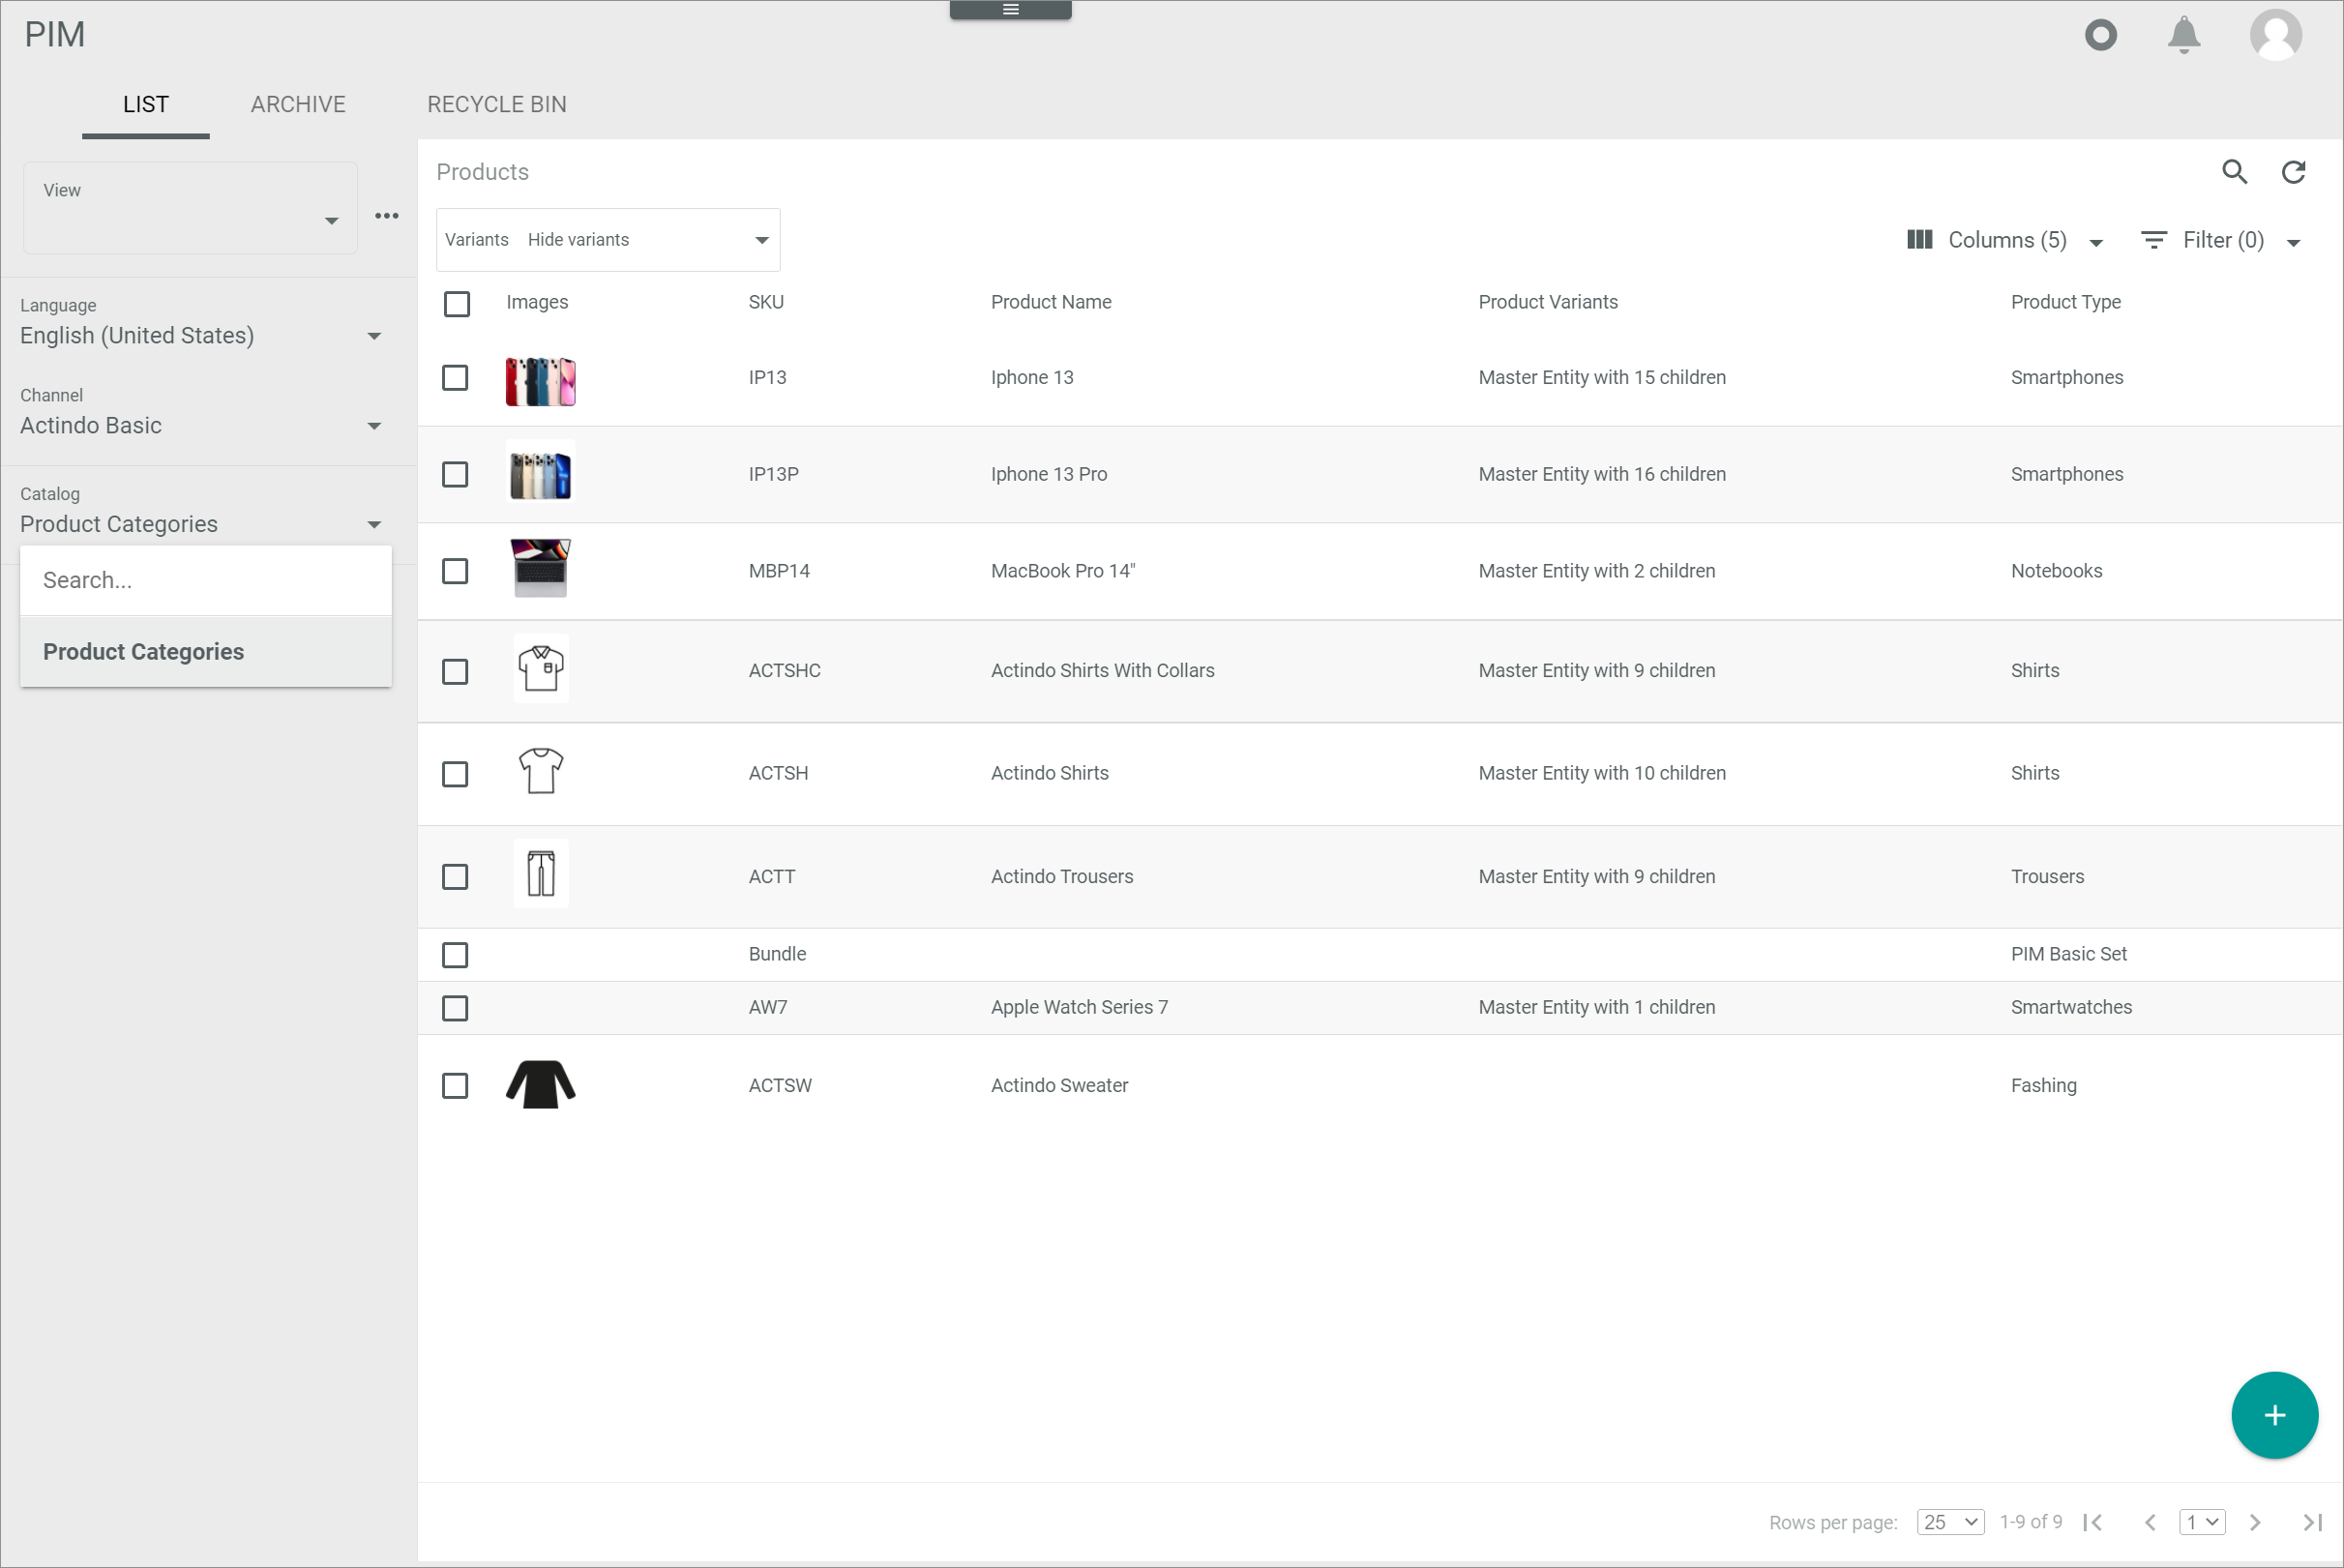 PIM
LIST ARCHIVE RECYCLE BIN
View
Language
English (United States)
Channel
Actindo Basic
Catalog
Product Categories
Search...
Product Categories
Products
Variants Hide variants Columns (5) Filter (0)
Images SKU Product Name Product Variants Product Type
IP13 Iphone 13 Master Entity with 15 children Smartphones
IP13P Iphone 13 Pro Master Entity with 16 children Smartphones
MBP14 MacBook Pro 14" Master Entity with 2 children Notebooks
ACTSHC Actindo Shirts With Collars Master Entity with 9 children Shirts
ACTSH Actindo Shirts Master Entity with 10 children Shirts
ACTT Actindo Trousers Master Entity with 9 children Trousers
Bundle PIM Basic Set
AW7 Apple Watch Series 7 Master Entity with 1 children Smartwatches
ACTSW Actindo Sweater Fashing
Rows per page: 25 1-9 of 9 1